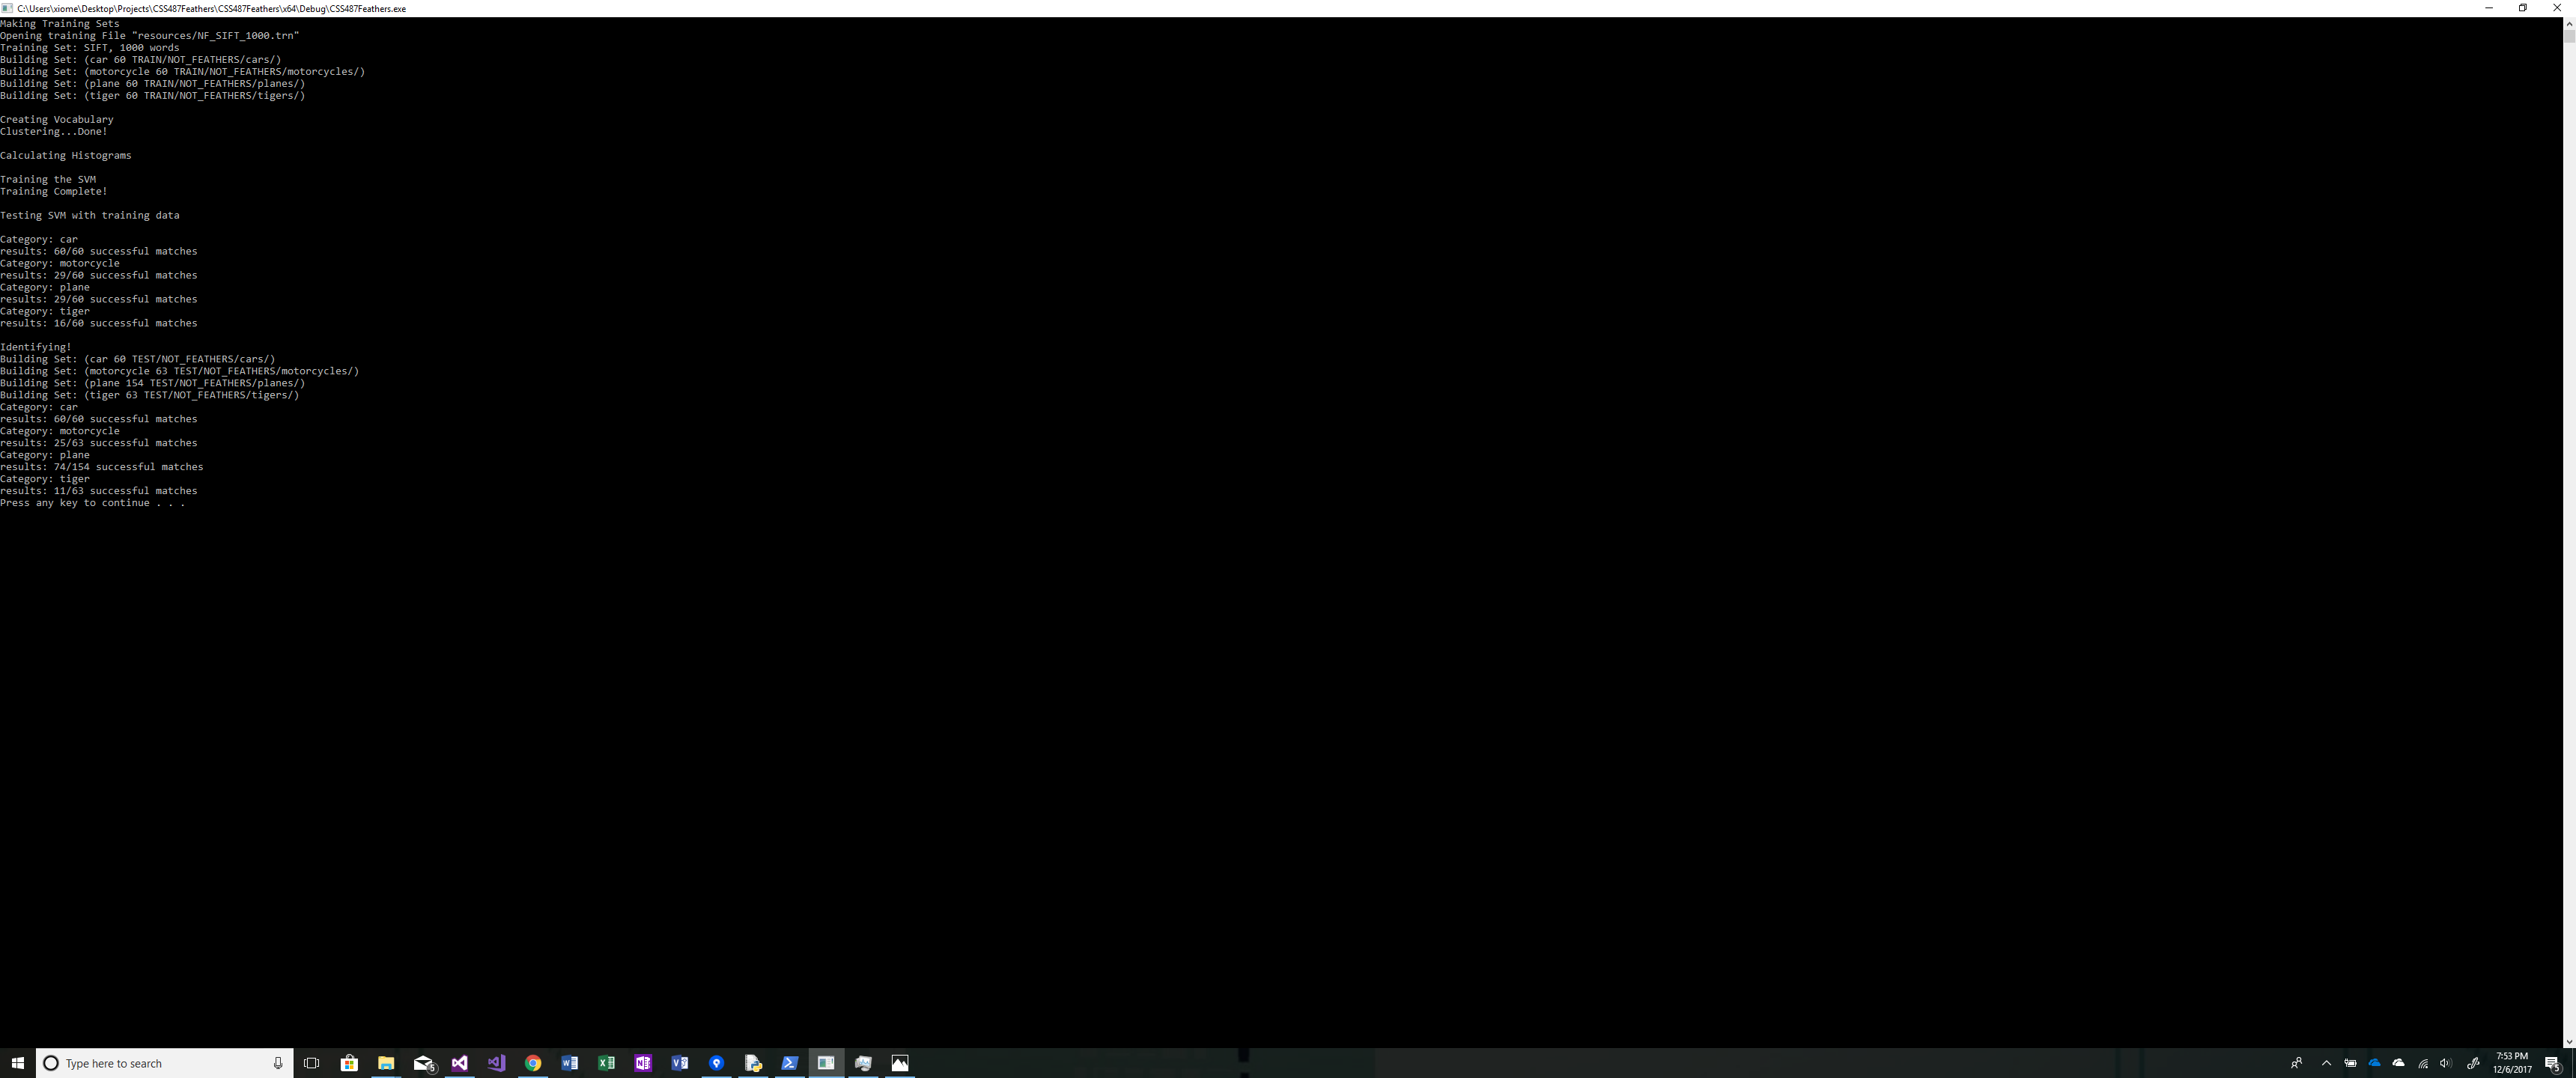 C:\Users\xiome\Desktop\Projects\CSS487Feathers\CSS487Feathers\x64\Debug\CSS487Feathers.exe
Making Training Sets
Opening training File "resources/NF_SIFT_1000.trn"
Training Set: SIFT, 1000 words
Building Set: (car 60 TRAIN/NOT_FEATHERS/cars/)
Building Set: (motorcycle 60 TRAIN/NOT_FEATHERS/motorcycles/)
Building Set: (plane 60 TRAIN/NOT_FEATHERS/planes/)
Building Set: (tiger 60 TRAIN/NOT_FEATHERS/tigers/)
Creating Vocabulary
Clustering...Done!
Calculating Histograms
Training the SVM
Training Complete!
Testing SVM with training data
Category: car
results: 60/60 successful matches
Category: motorcycle
results: 29/60 successful matches
Category: plane
results: 29/60 successful matches
Category: tiger
results: 16/60 successful matches
Identifying!
Building Set: (car 60 TEST/NOT_FEATHERS/cars/)
Building Set: (motorcycle 63 TEST/NOT_FEATHERS/motorcycles/)
Building Set: (plane 154 TEST/NOT_FEATHERS/planes/)
Building Set: (tiger 63 TEST/NOT_FEATHERS/tigers/)
Category: car
results: 60/60 successful matches
Category: motorcycle
results: 25/63 successful matches
Category: plane
results: 74/154 successful matches
Category: tiger
results: 11/63 successful matches
Press any key to continue . . .
Type here to search
5
7:53 PM
12/6/2017
5